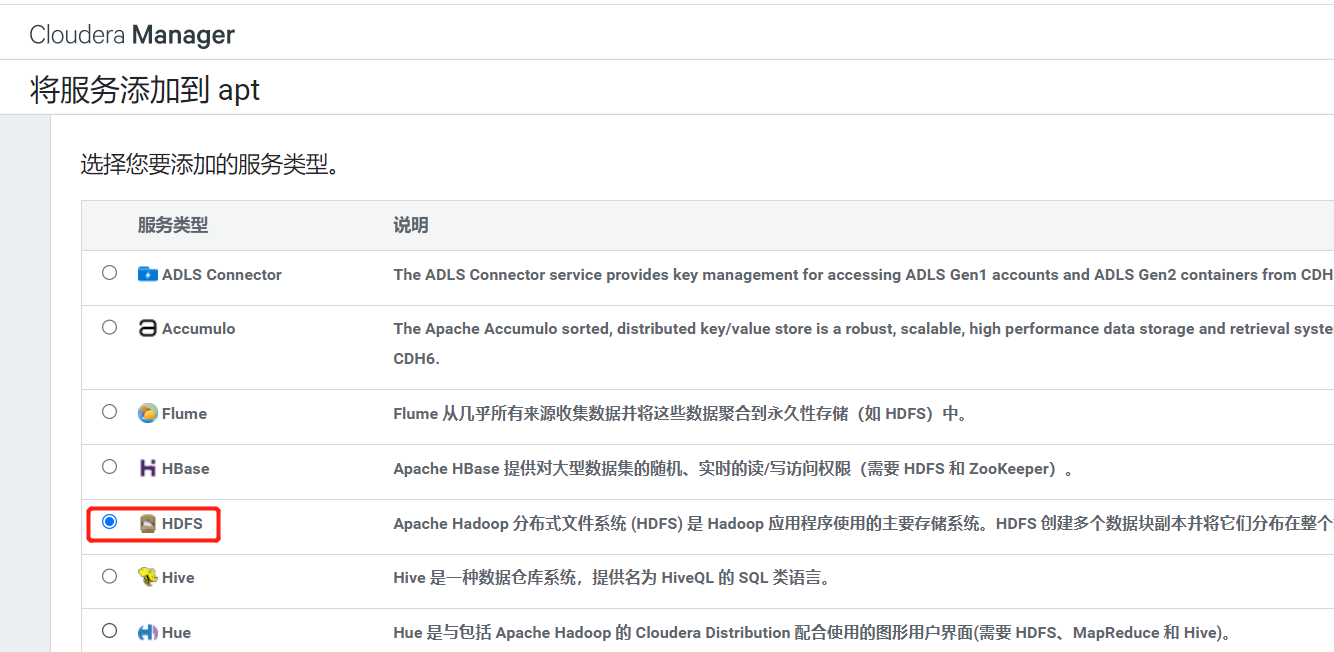 Cloudera Manager
将服务添加到 apt
选择您要添加的服务类型。
服务类型 说明
ADLS Connector The ADLS Connector service provides key management for accessing ADLS Gen1 accounts and ADLS Gen2 containers from CDH
Accumulo The Apache Accumulo sorted, distributed key/value store is a robust, scalable, high performance data storage and retrieval syste
CDH6.
Flume Flume 从几乎所有来源收集数据并将这些数据聚合到永久性存储（如 HDFS）中。
HBase Apache HBase 提供对大型数据集的随机、实时的读/写访问权限（需要 HDFS 和 ZooKeeper）。
HDFS Apache Hadoop 分布式文件系统 (HDFS) 是 Hadoop 应用程序使用的主要存储系统。HDFS 创建多个数据块副本并将它们分布在整个
Hive Hive 是一种数据仓库系统，提供名为 HiveQL 的 SQL 类语言。
Hue Hue 是与包括 Apache Hadoop 的 Cloudera Distribution 配合使用的图形用户界面(需要 HDFS、MapReduce 和 Hive)。